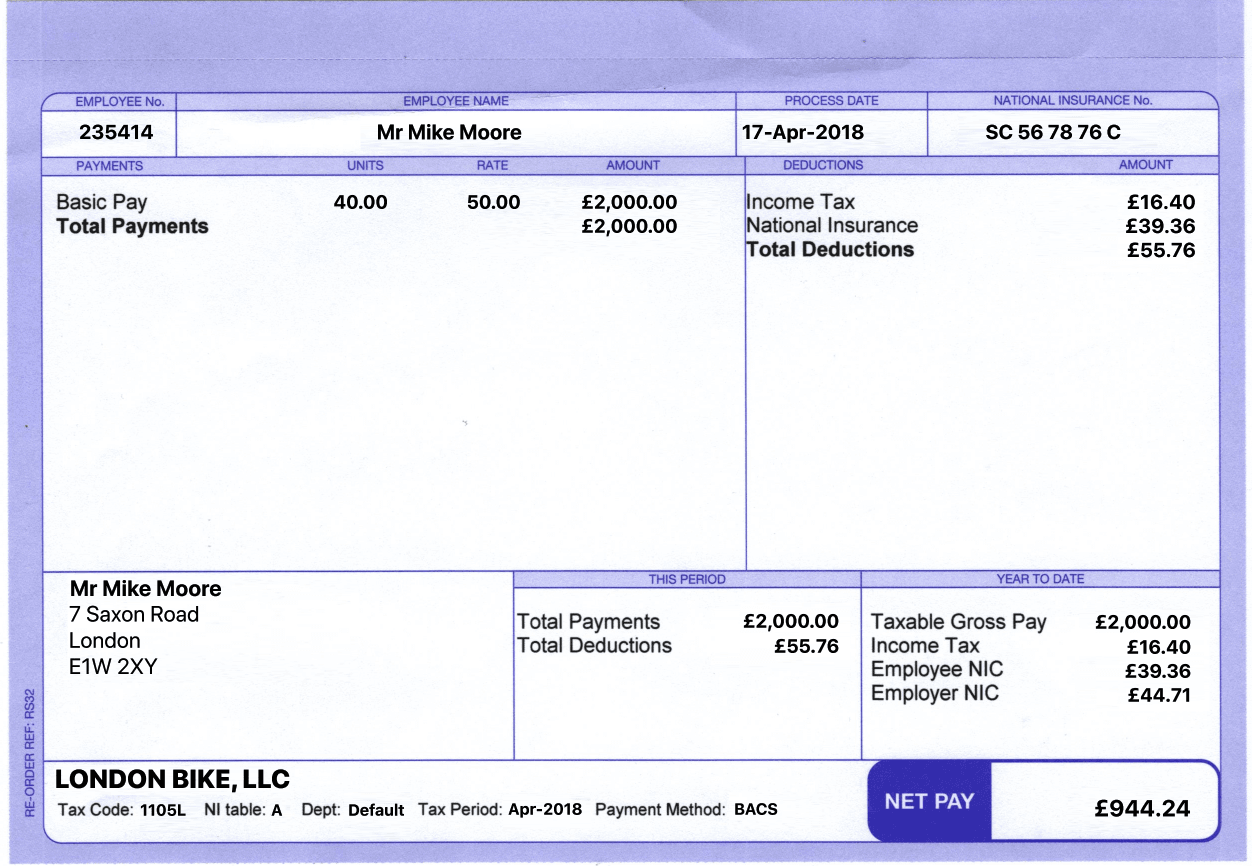 EMPLOYEE No. EMPLOYEE NAME PROCESS DATE NATIONAL INSURANCE No.
235414 Mr Mike Moore 17-Apr-2018 SC 56 78 76 C
PAYMENTS UNITS RATE AMOUNT DEDUCTIONS AMOUNT
Basic Pay 40.00 50.00 £2,000.00 Income Tax £16.40
Total Payments £2,000.00 National Insurance £39.36
Total Deductions £55.76
Mr Mike Moore
7 Saxon Road
London
E1W 2XY
THIS PERIOD
Total Payments £2,000.00
Total Deductions £55.76
YEAR TO DATE
Taxable Gross Pay £2,000.00
Income Tax £16.40
Employee NIC £39.36
Employer NIC £44.71
RE-ORDER REF: RS32
LONDON BIKE, LLC
Tax Code: 1105L NI table: A Dept: Default Tax Period: Apr-2018 Payment Method: BACS
NET PAY £944.24